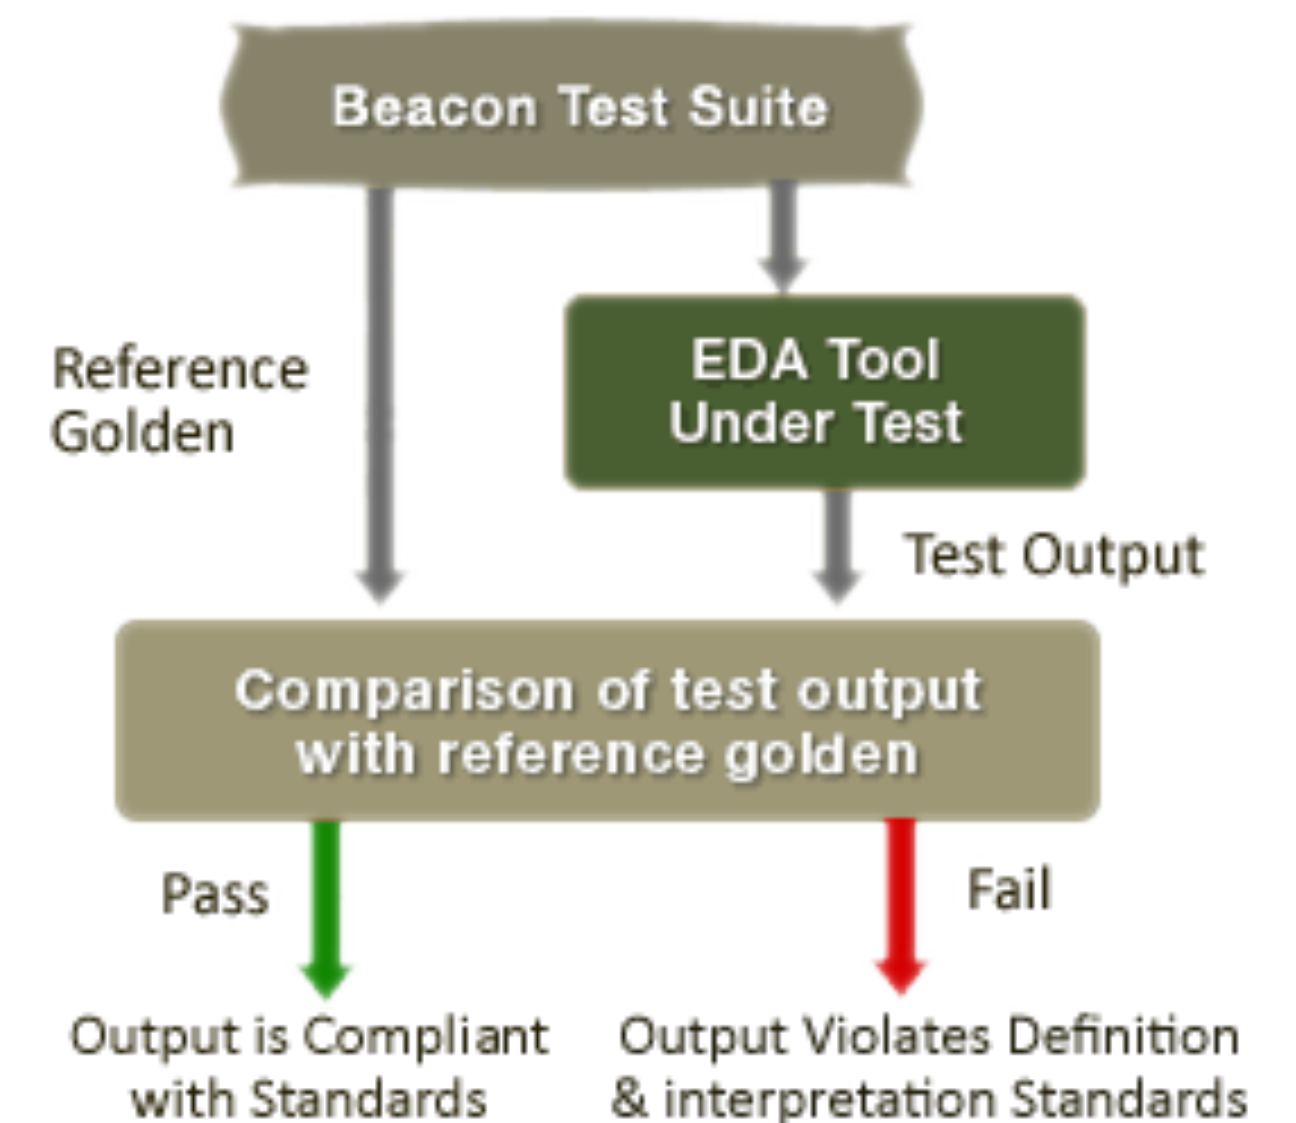 Beacon Test Suite
Reference
Golden
EDA Tool
Under Test
Test Output
Comparison of test output
with reference golden
Pass
Fail
Output is Compliant
with Standards
Output Violates Definition
& interpretation Standards